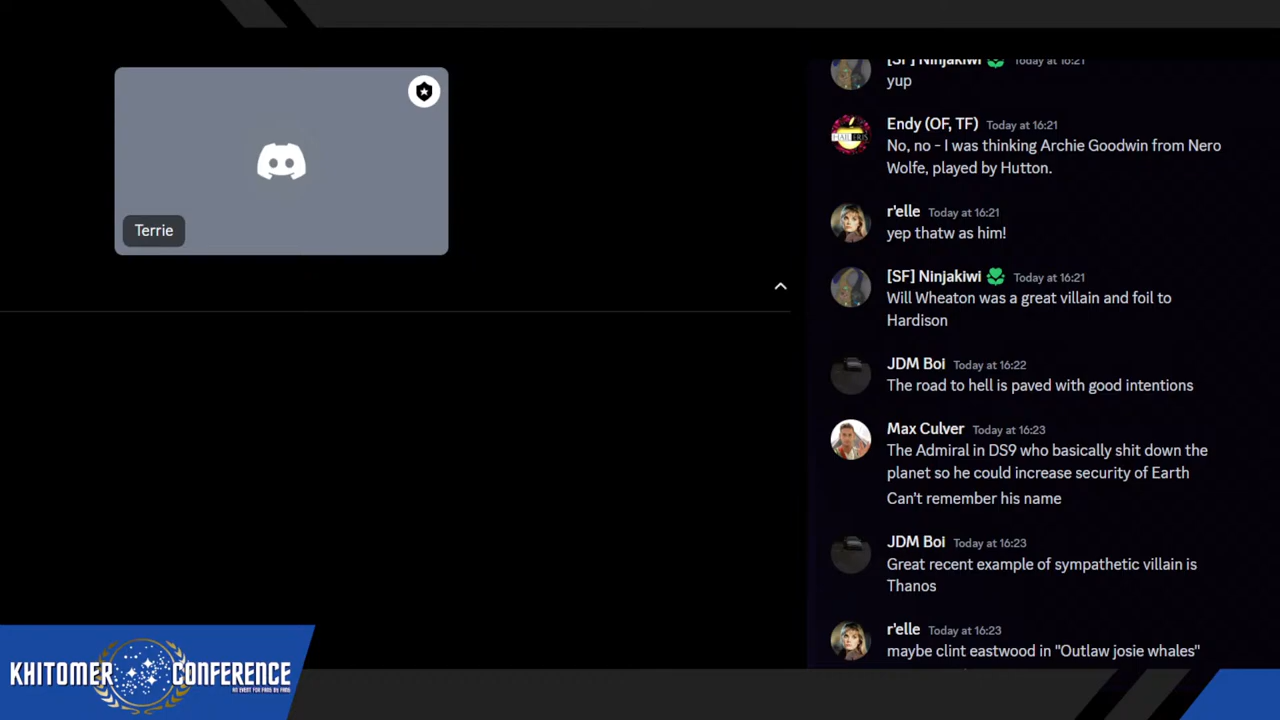 Terrie
[SF] Ninjakiwi Today at 16:21
yup
Endy (OF, TF) Today at 16:21
No, no - I was thinking Archie Goodwin from Nero
Wolfe, played by Hutton.
r'elle Today at 16:21
yep thatw as him!
[SF] Ninjakiwi Today at 16:21
Will Wheaton was a great villain and foil to
Hardison
JDM Boi Today at 16:22
The road to hell is paved with good intentions
Max Culver Today at 16:23
The Admiral in DS9 who basically shit down the
planet so he could increase security of Earth
Can't remember his name
JDM Boi Today at 16:23
Great recent example of sympathetic villain is
Thanos
r'elle Today at 16:23
maybe clint eastwood in "Outlaw josie whales"
KHITOMER CONFERENCE
AN EVENT FOR FANS BY FANS